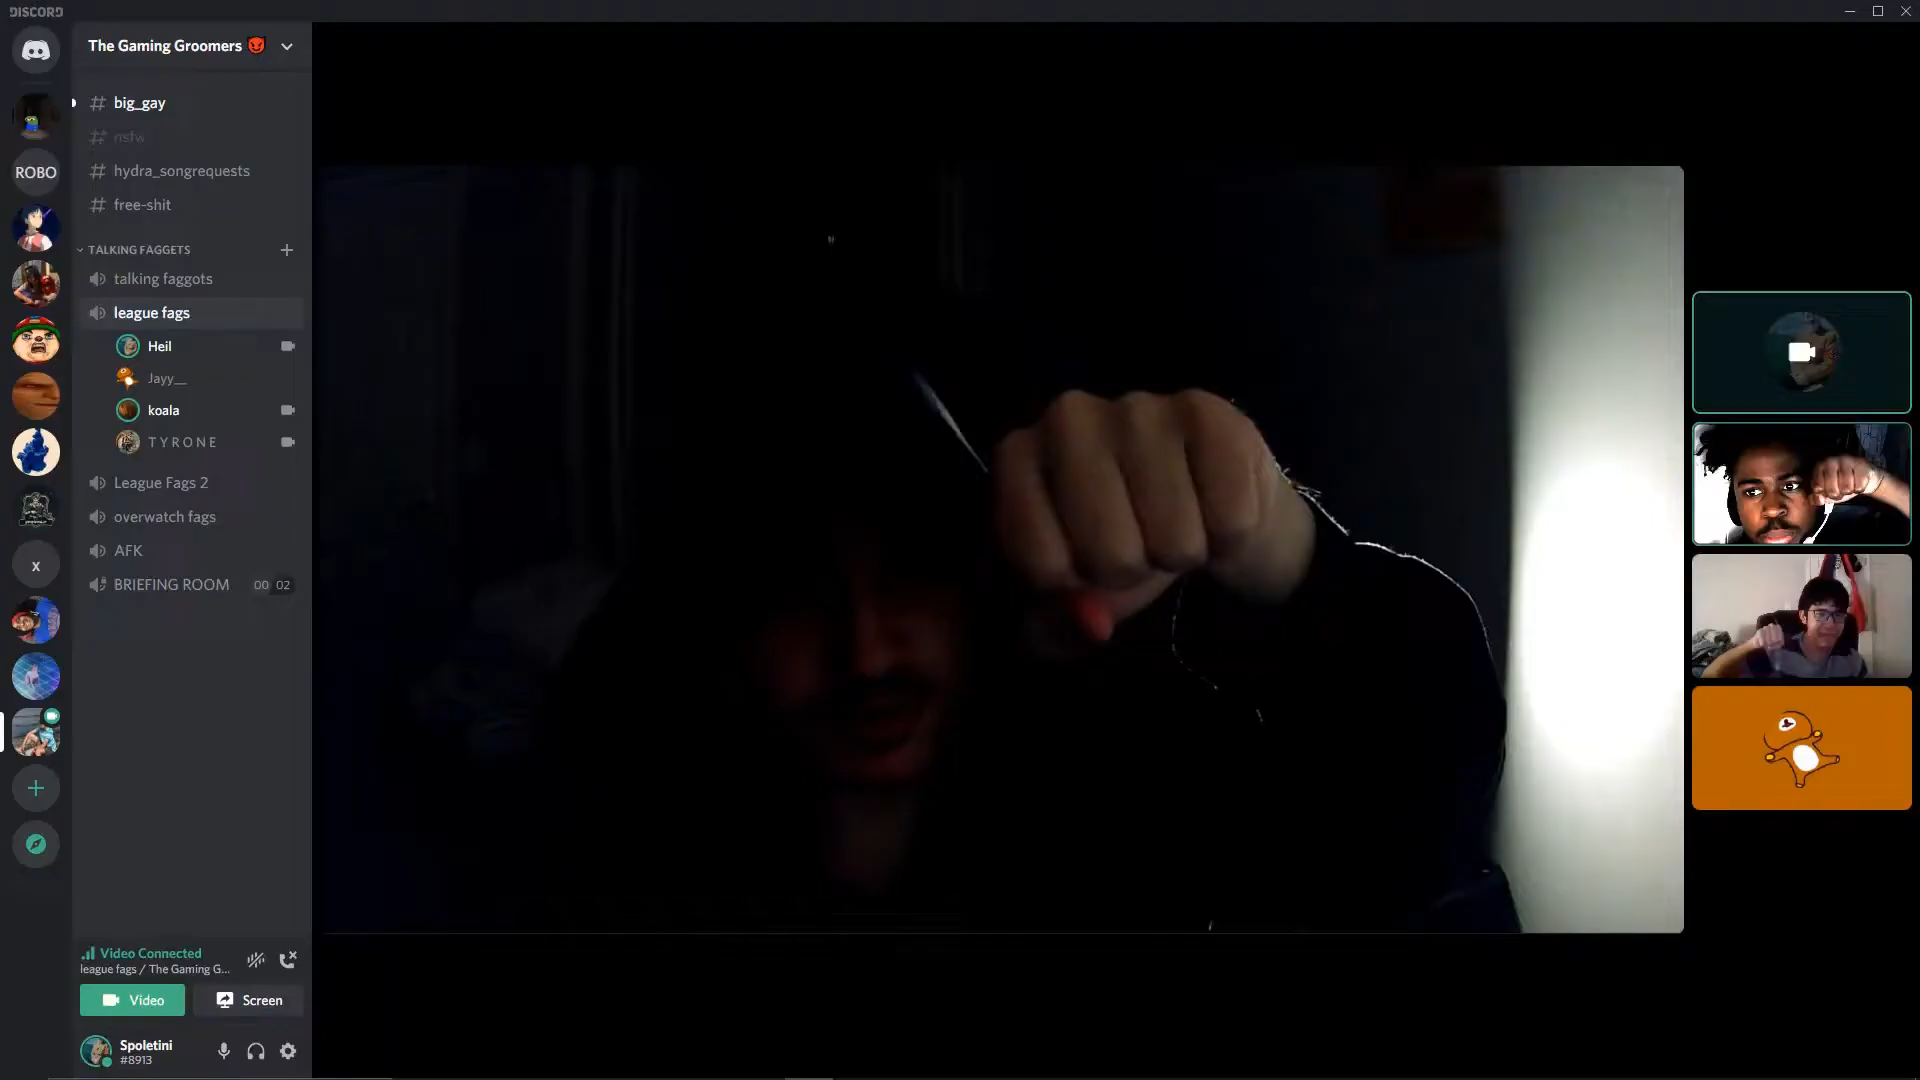 DISCORD
The Gaming Groomers
big_gay
nsfw
hydra_songrequests
free-shit
ROBO
TALKING FAGGETS
talking faggots
league fags
Heil
Jayy__
koala
T Y R O N E
League Fags 2
overwatch fags
AFK
x
BRIEFING ROOM 00 02
Video Connected
league fags / The Gaming G...
Video
Screen
Spoletini
#8913